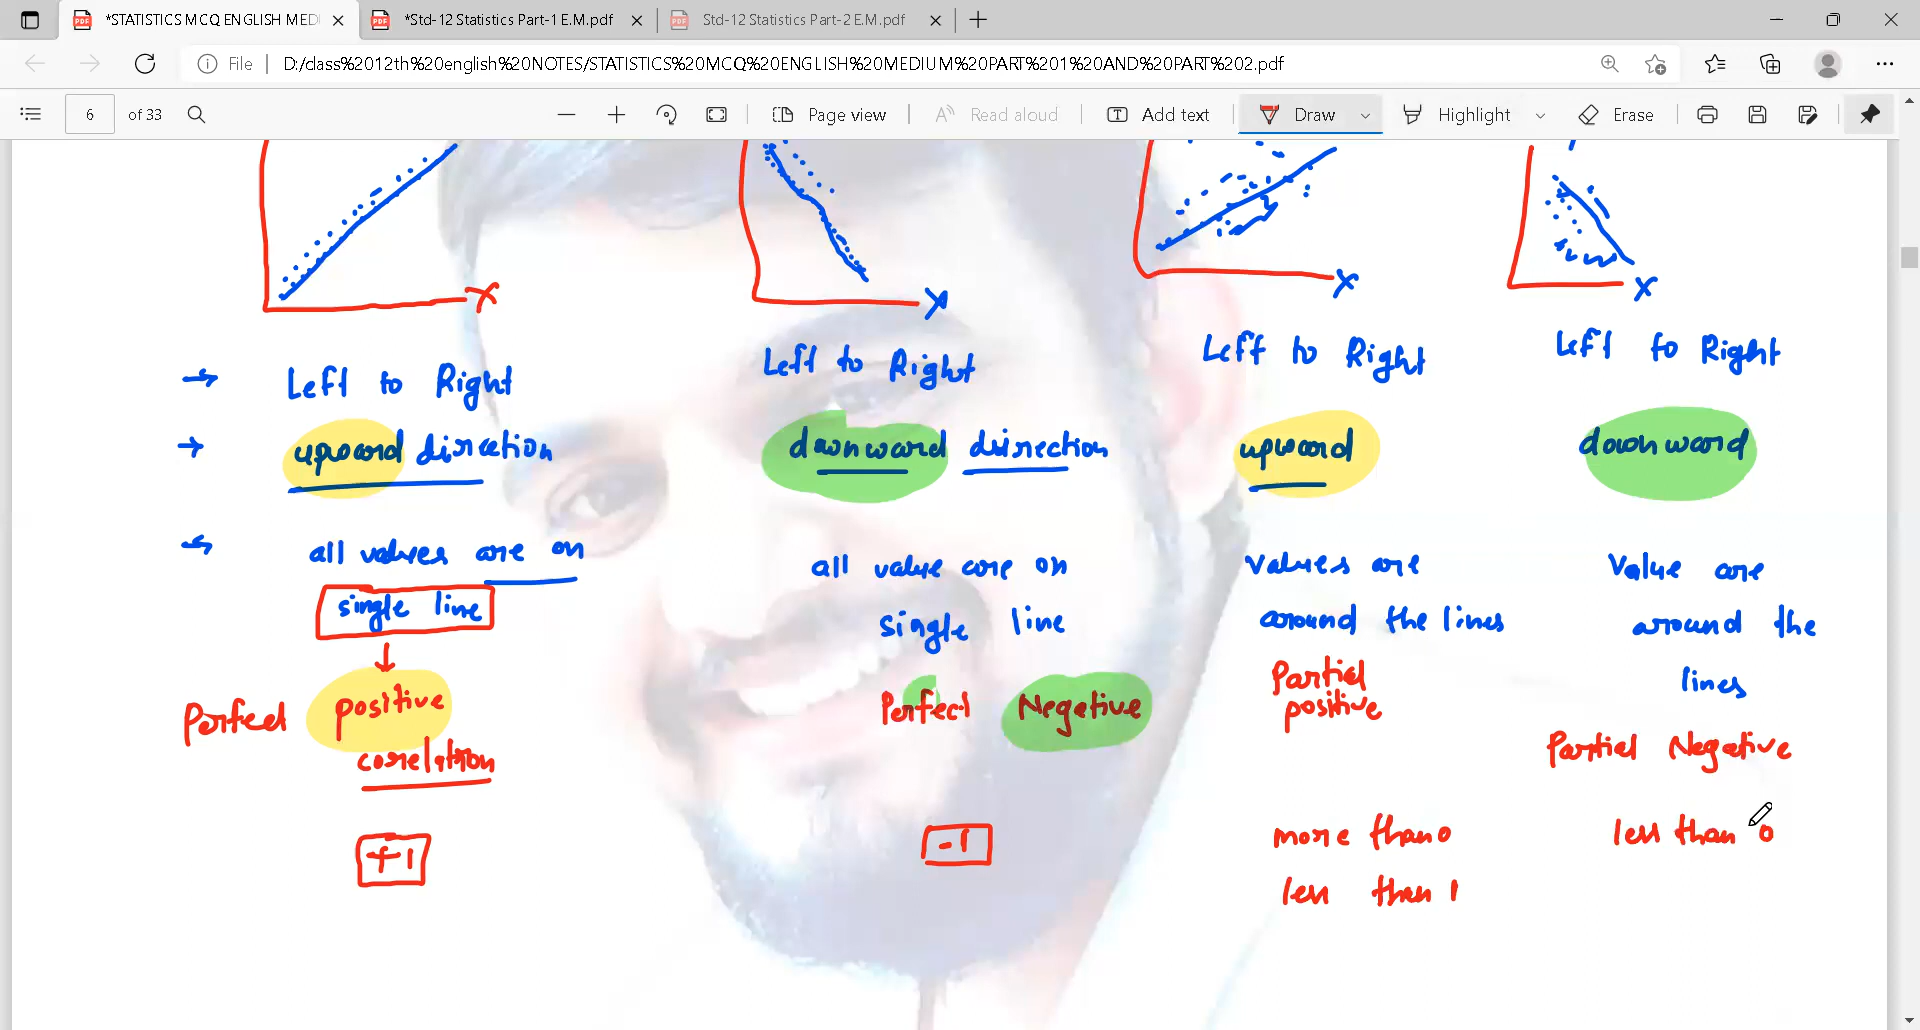 *STATISTICS MCQ ENGLISH MEDI
*Std-12 Statistics Part-1 E.M.pdf
Std-12 Statistics Part-2 E.M.pdf
File
D:/class%2012th%20english%20NOTES/STATISTICS%20MCQ%20ENGLISH%20MEDIUM%20PART%201%20AND%20PART%202.pdf
6 of 33
Page view
Read aloud
Add text
Draw
Highlight
Erase
X X X X
Left to Right
Left to Right
Left to Right
Left to Right
upward direction
downward direction
upward
downward
all values are on
single line
all value are on
single line
values are
around the lines
value are
around the
lines
Perfect positive
corelation
Perfect Negative
Partial
positive
Partial Negative
+1
-1
more than 0
less than 1
less than 0